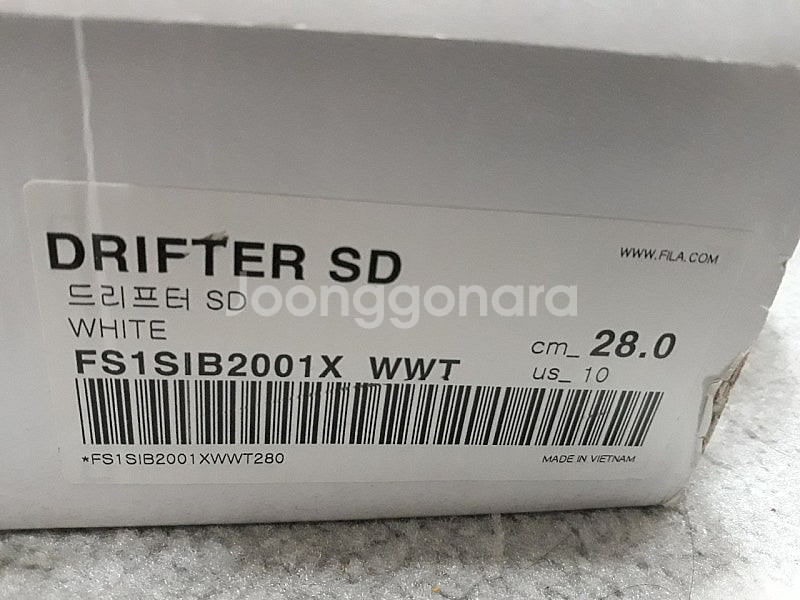 DRIFTER SD
WWW.FILA.COM
드리프터 SD
Joonggonara
WHITE
cm_ 28.0
FS1SIB2001X WWT
us_ 10
*FS1SIB2001XWWT280
MADE IN VIETNAM